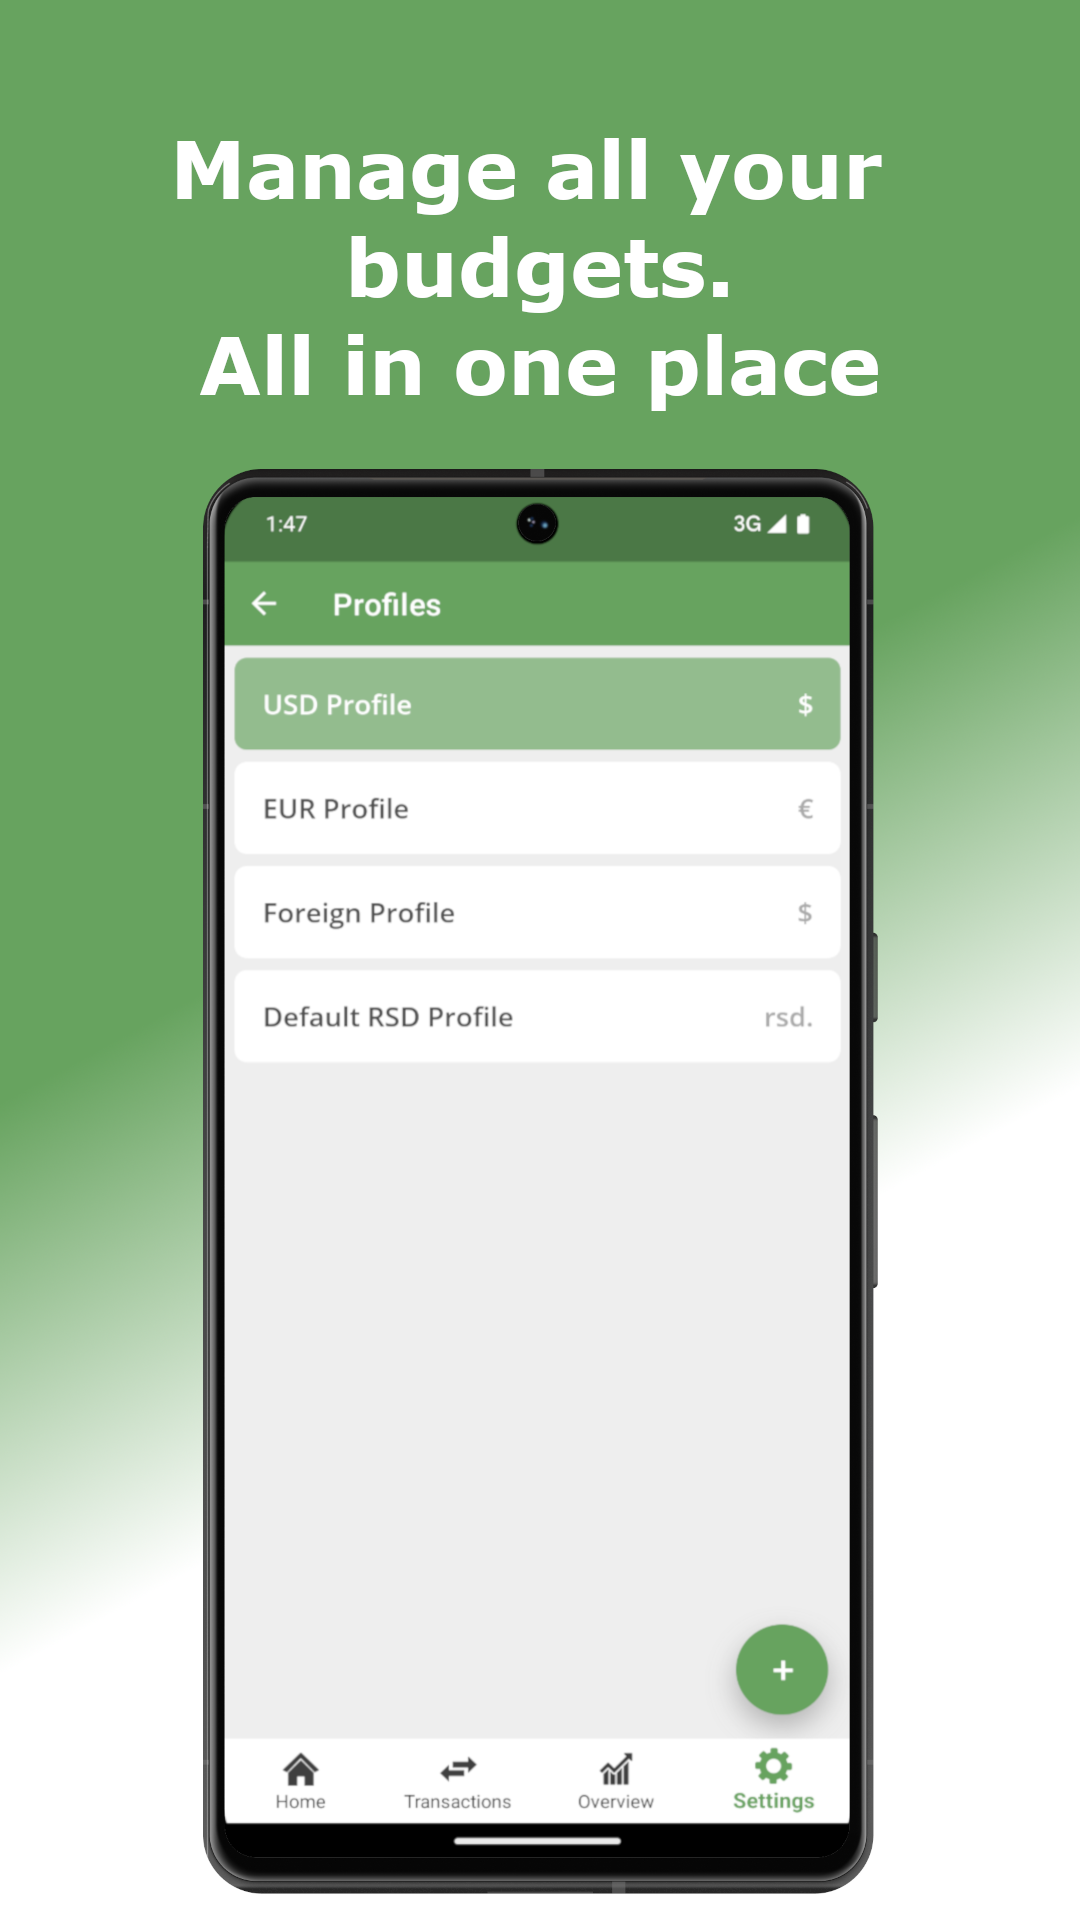 Manage all your
budgets.
All in one place
1:47 3G
Profiles
USD Profile $
EUR Profile €
Foreign Profile $
Default RSD Profile rsd.
+
Home Transactions Overview Settings